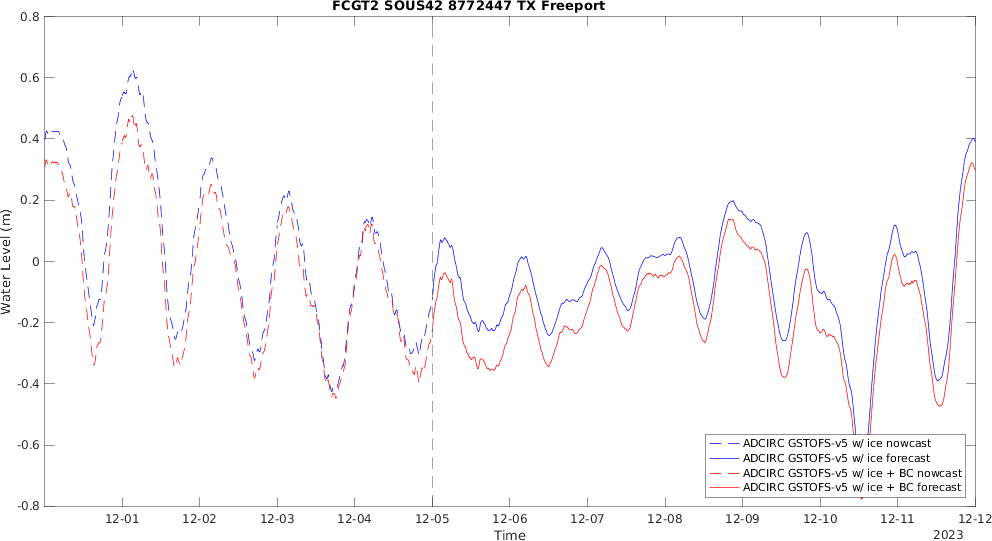 FCGT2 SOUS42 8772447 TX Freeport
0.8
0.6
0.4
0.2
0
-0.2
-0.4
-0.6
-0.8
Water Level (m)
ADCIRC GSTOFS-v5 w/ ice nowcast
ADCIRC GSTOFS-v5 w/ ice forecast
ADCIRC GSTOFS-v5 w/ ice + BC nowcast
ADCIRC GSTOFS-v5 w/ ice + BC forecast
12-01 12-02 12-03 12-04 12-05 12-06 12-07 12-08 12-09 12-10 12-11 12-12
Time
2023